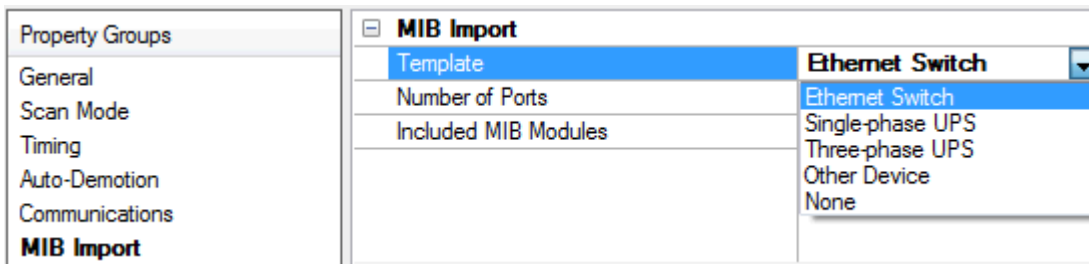 Property Groups
General
Scan Mode
Timing
Auto-Demotion
Communications
MIB Import
MIB Import
Template Ethernet Switch
Number of Ports
Included MIB Modules
Ethernet Switch
Single-phase UPS
Three-phase UPS
Other Device
None